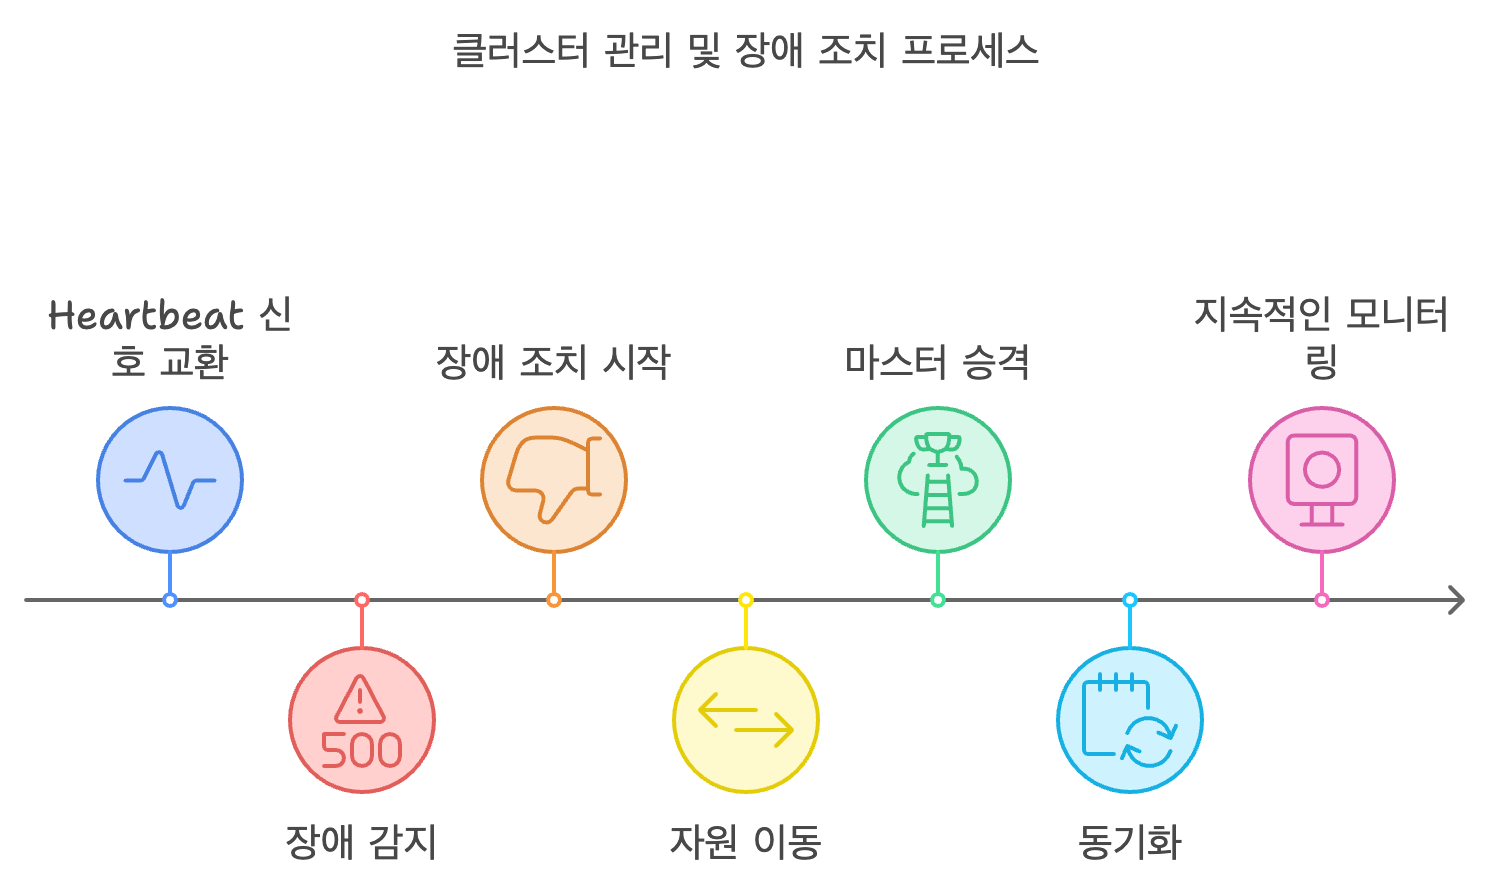 클러스터 관리 및 장애 조치 프로세스
Heartbeat 신
호 교환
장애 감지
500
장애 조치 시작
자원 이동
마스터 승격
동기화
지속적인 모니터
링